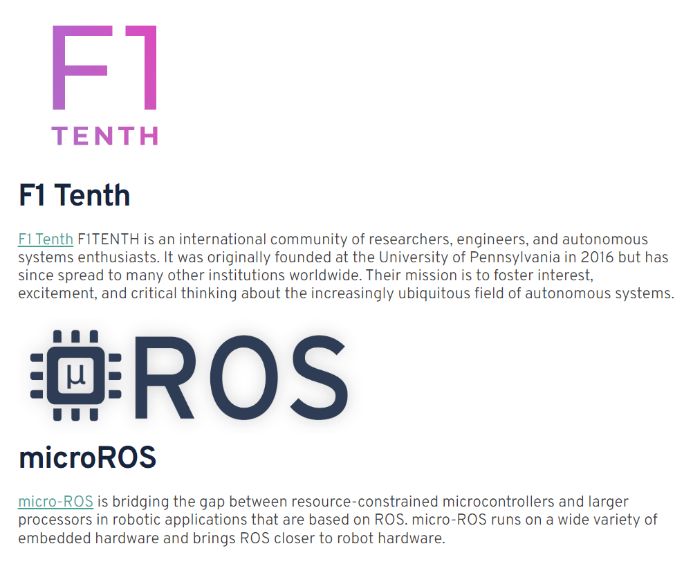 F1
TENTH
F1 Tenth
F1 Tenth F1TENTH is an international community of researchers, engineers, and autonomous
systems enthusiasts. It was originally founded at the University of Pennsylvania in 2016 but has
since spread to many other institutions worldwide. Their mission is to foster interest,
excitement, and critical thinking about the increasingly ubiquitous field of autonomous systems.
μ ROS
microROS
micro-ROS is bridging the gap between resource-constrained microcontrollers and larger
processors in robotic applications that are based on ROS. micro-ROS runs on a wide variety of
embedded hardware and brings ROS closer to robot hardware.